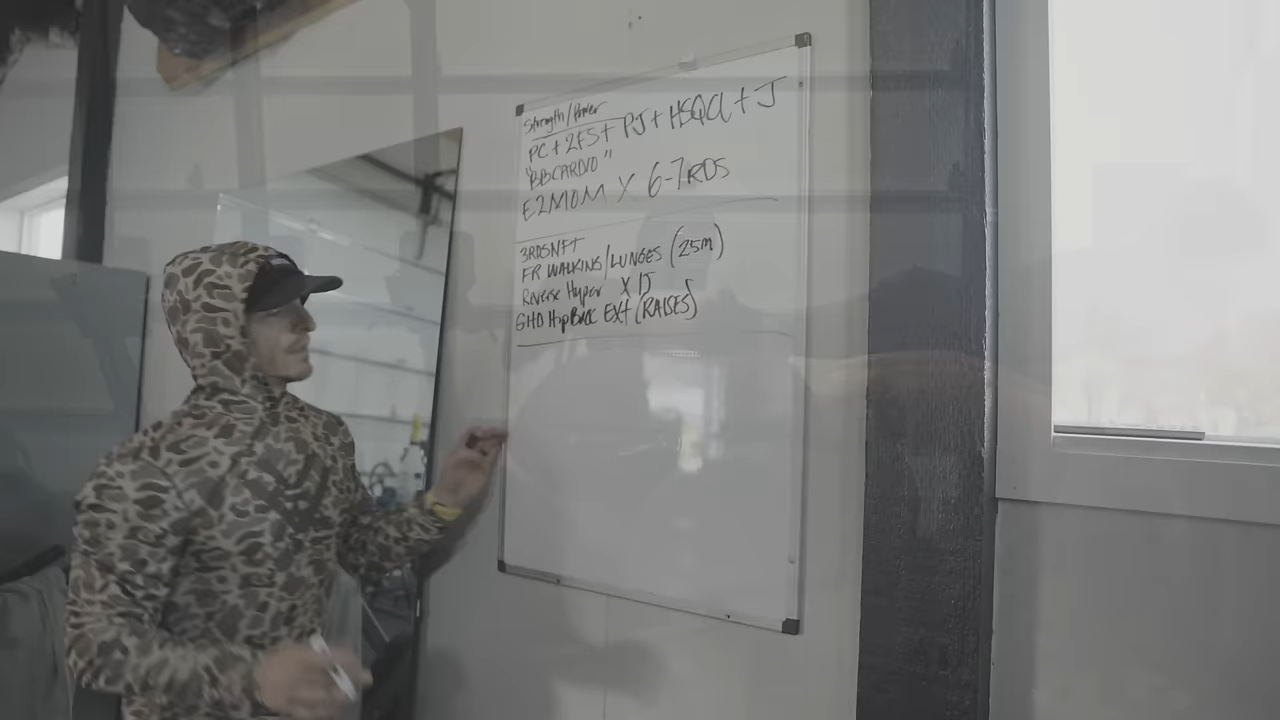 Strength/Power
PC + 2FS + PJ + HSQCL + J
"BBCARDIO"
E2MOM X 6-7RDS
3RDSNFT
FR WALKING/LUNGES (25m)
Reverse Hyper X 15
GHD Hip Ext (RAISES)